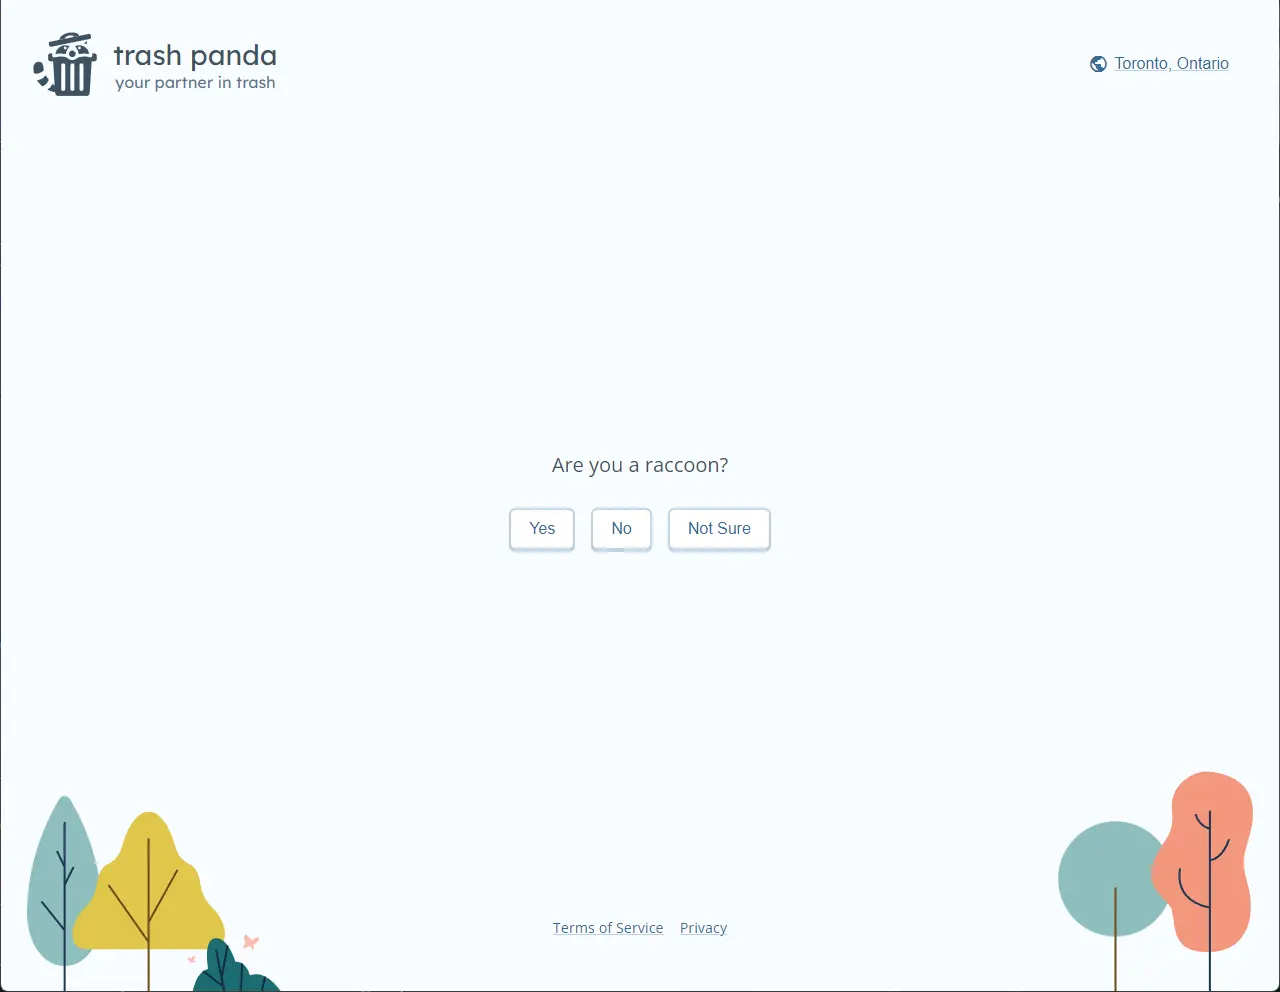 trash panda
your partner in trash
Toronto, Ontario
Are you a raccoon?
Yes
No
Not Sure
Terms of Service
Privacy